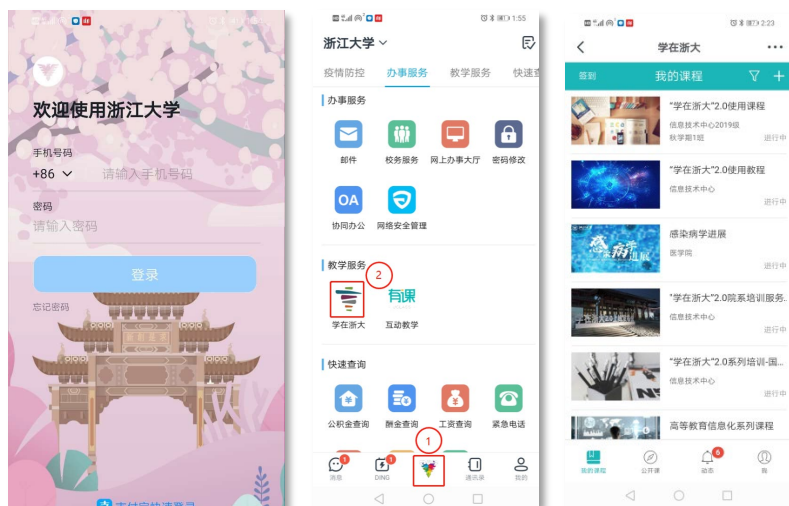 欢迎使用浙江大学
手机号码
+86
请输入手机号码
密码
请输入密码
登录
忘记密码
1:55
浙江大学
疫情防控 办事服务 教学服务 快速查
办事服务
邮件 校务服务 网上办事大厅 密码修改
OA
协同办公 网络安全管理
教学服务
2
有课
学在浙大 互动教学
快速查询
公积金查询 酬金查询 工资查询 紧急电话
1
消息 DING 通讯录 我的
2:23
学在浙大
签到 我的课程
“学在浙大”2.0使用课程
信息技术中心2019级
秋学期1班
进行中
“学在浙大”2.0使用教程
信息技术中心
进行中
感染病学进展
医学院
进行中
“学在浙大”2.0院系培训服务..
信息技术中心
进行中
“学在浙大”2.0系列培训-国...
信息技术中心
进行中
高等教育信息化系列课程
6
我的课程 公开课 动态 我